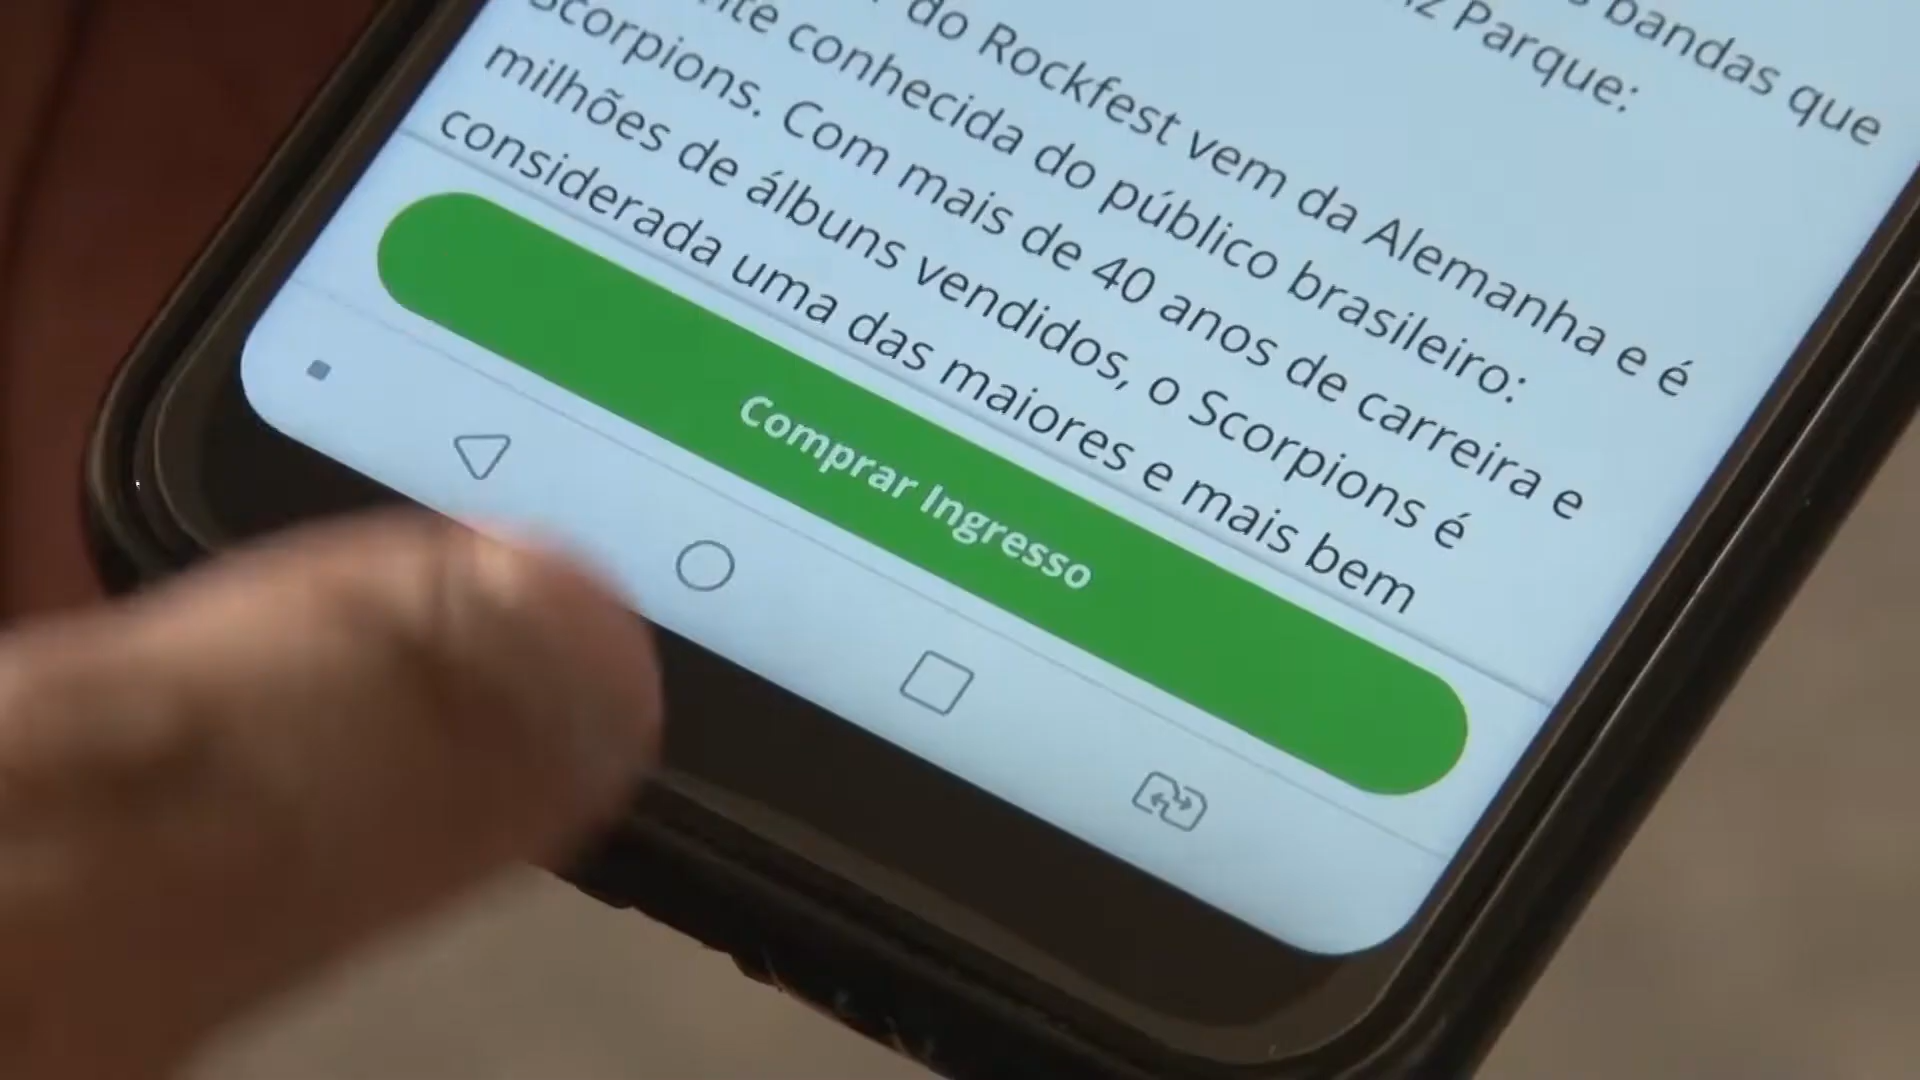 bandas que
Parque:
do Rockfest vem da Alemanha e é
conhecida do público brasileiro:
Scorpions. Com mais de 40 anos de carreira e
milhões de álbuns vendidos, o Scorpions é
considerada uma das maiores e mais bem
Comprar Ingresso